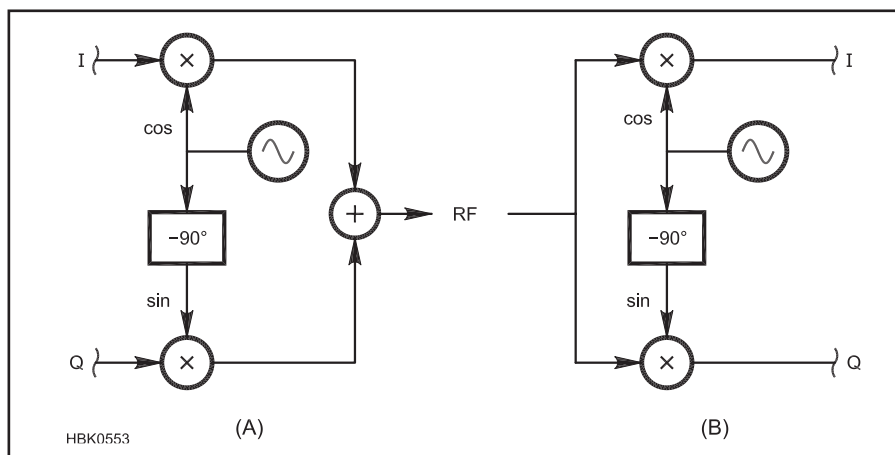 I
×
cos
−90°
sin
Q
×
+
RF
(A)
HBK0553
×
I
cos
−90°
sin
×
Q
(B)